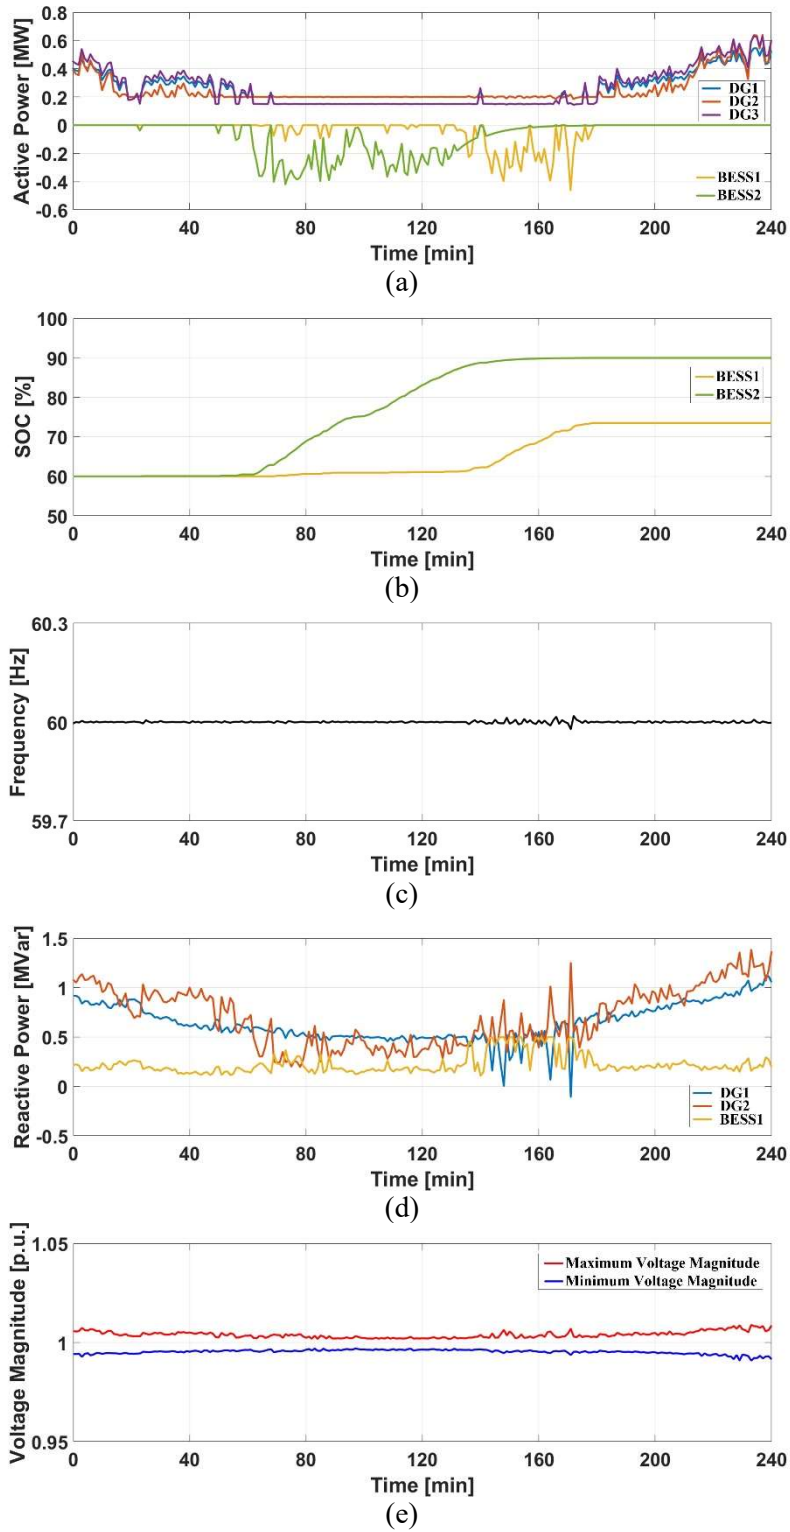 0.8
0.6
0.4
0.2
0
-0.2
-0.4
-0.6
Active Power [MW]
DG1
DG2
DG3
BESS1
BESS2
0 40 80 120 160 200 240
Time [min]
(a)
100
90
80
70
60
50
SOC [%]
BESS1
BESS2
0 40 80 120 160 200 240
Time [min]
(b)
60.3
60
59.7
Frequency [Hz]
0 40 80 120 160 200 240
Time [min]
(c)
1.5
1
0.5
0
-0.5
Reactive Power [MVar]
DG1
DG2
BESS1
0 40 80 120 160 200 240
Time [min]
(d)
1.05
1
0.95
Voltage Magnitude [p.u.]
Maximum Voltage Magnitude
Minimum Voltage Magnitude
0 40 80 120 160 200 240
Time [min]
(e)